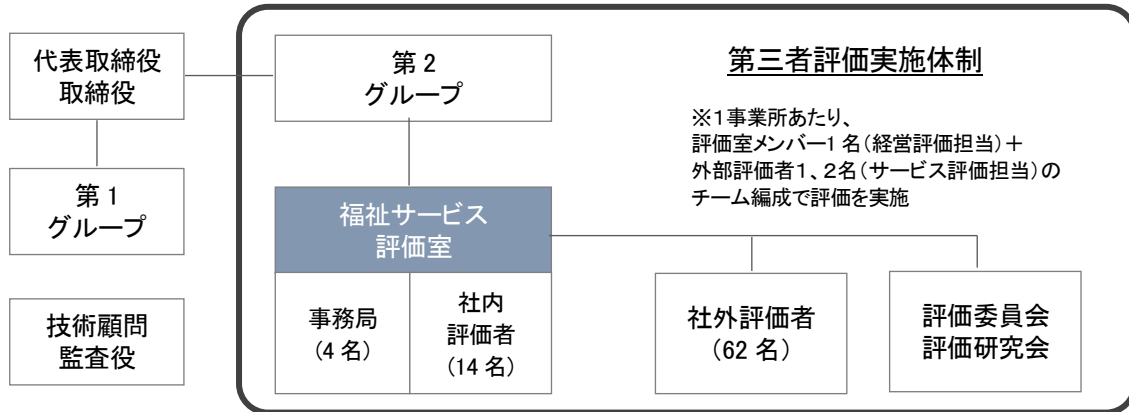 代表取締役
取締役
第1
グループ
技術顧問
監査役
第2
グループ
福祉サービス
評価室
事務局
(4 名)
社内
評価者
(14 名)
第三者評価実施体制
※1事業所あたり、
評価室メンバー1 名(経営評価担当)+
外部評価者1、2名(サービス評価担当)の
チーム編成で評価を実施
社外評価者
(62 名)
評価委員会
評価研究会